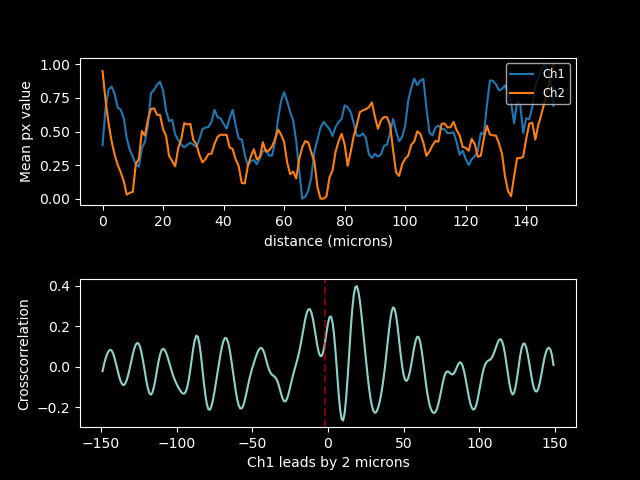 1.00
0.75
0.50
0.25
0.00
Mean px value
Ch1
Ch2
0 20 40 60 80 100 120 140
distance (microns)
0.4
0.2
0.0
−0.2
Crosscorrelation
−150 −100 −50 0 50 100 150
Ch1 leads by 2 microns